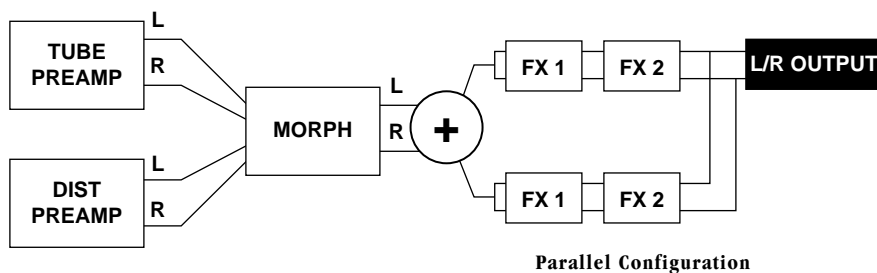 L
TUBE
PREAMP
R
L
R
MORPH
+
L
DIST
PREAMP
R
FX 1
FX 2
L/R OUTPUT
FX 1
FX 2
Parallel Configuration